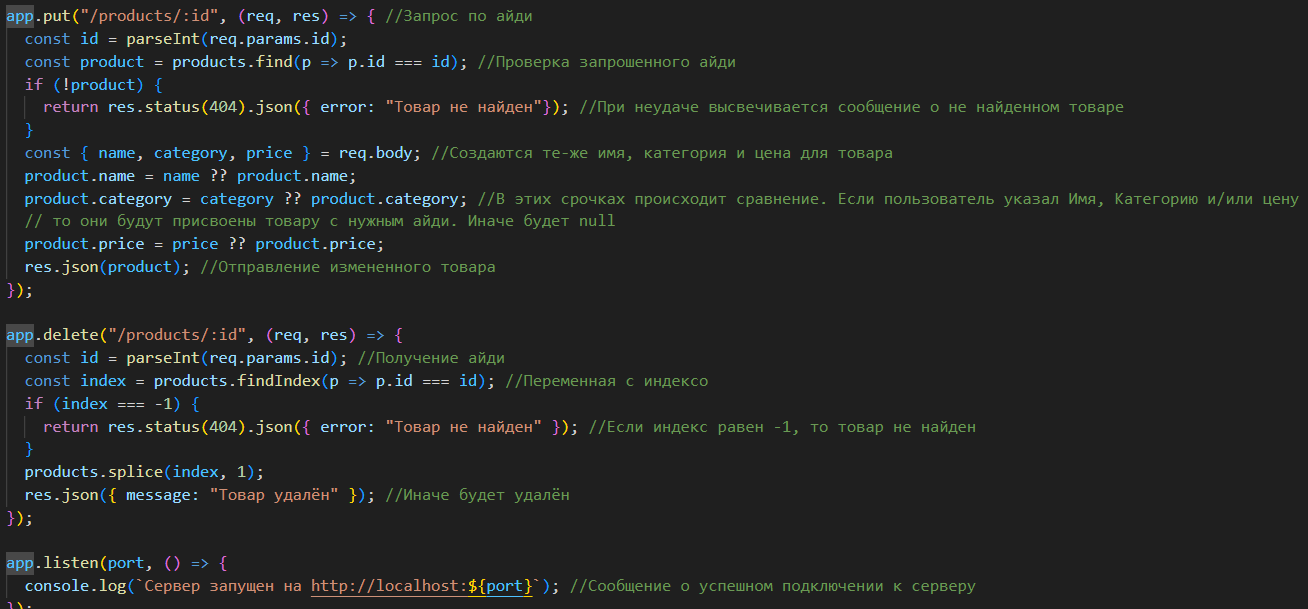 app.put("/products/:id", (req, res) => { //Запрос по айди
  const id = parseInt(req.params.id);
  const product = products.find(p => p.id === id); //Проверка запрошенного айди
  if (!product) {
    return res.status(404).json({ error: "Товар не найден"}); //При неудаче высвечивается сообщение о не найденном товаре
  }
  const { name, category, price } = req.body; //Создаются те-же имя, категория и цена для товара
  product.name = name ?? product.name;
  product.category = category ?? product.category; //В этих срочках происходит сравнение. Если пользователь указал Имя, Категорию и/или цену
  // то они будут присвоены товару с нужным айди. Иначе будет null
  product.price = price ?? product.price;
  res.json(product); //Отправление измененного товара
});

app.delete("/products/:id", (req, res) => {
  const id = parseInt(req.params.id); //Получение айди
  const index = products.findIndex(p => p.id === id); //Переменная с индексо
  if (index === -1) {
    return res.status(404).json({ error: "Товар не найден" }); //Если индекс равен -1, то товар не найден
  }
  products.splice(index, 1);
  res.json({ message: "Товар удалён" }); //Иначе будет удалён
});

app.listen(port, () => {
  console.log(`Сервер запущен на http://localhost:${port}`); //Сообщение о успешном подключении к серверу
});